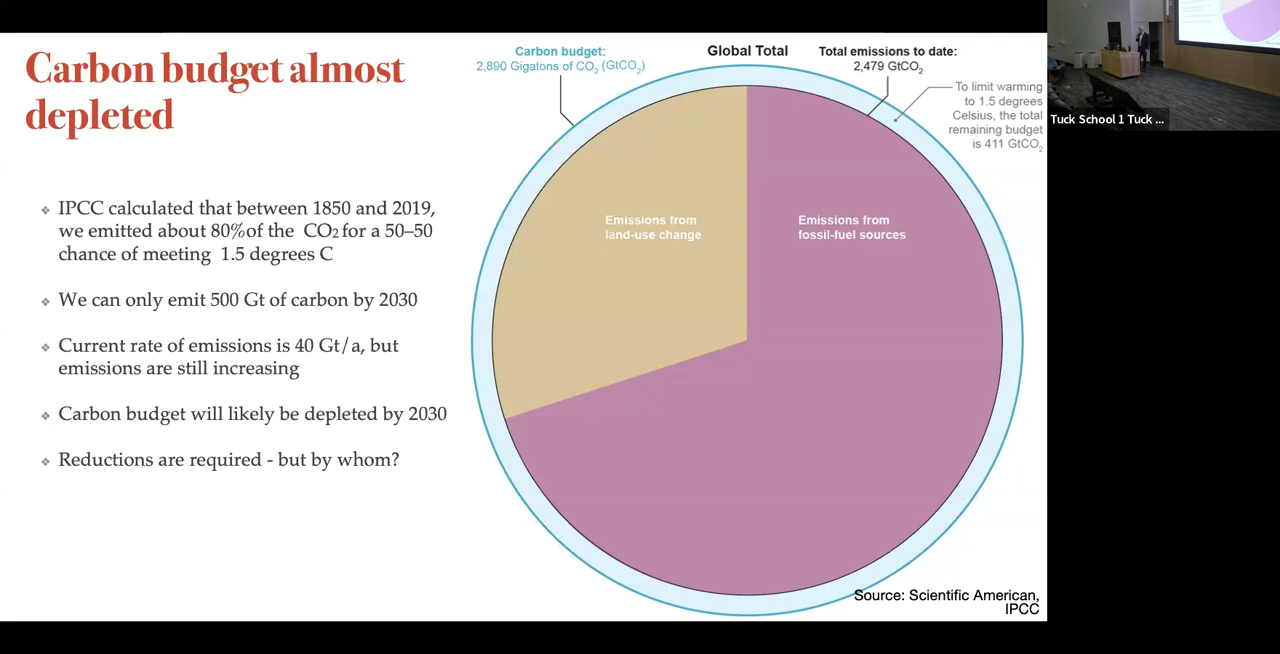 Carbon budget almost
depleted
❖ IPCC calculated that between 1850 and 2019,
we emitted about 80%of the CO₂ for a 50–50
chance of meeting 1.5 degrees C
❖ We can only emit 500 Gt of carbon by 2030
❖ Current rate of emissions is 40 Gt/a, but
emissions are still increasing
❖ Carbon budget will likely be depleted by 2030
❖ Reductions are required - but by whom?
Carbon budget:
2,890 Gigatons of CO₂ (GtCO₂)
Global Total
Total emissions to date:
2,479 GtCO₂
To limit warming
to 1.5 degrees
Celsius, the total
remaining budget
is 411 GtCO₂
Emissions from
land-use change
Emissions from
fossil-fuel sources
Source: Scientific American,
IPCC
Tuck School 1 Tuck ...